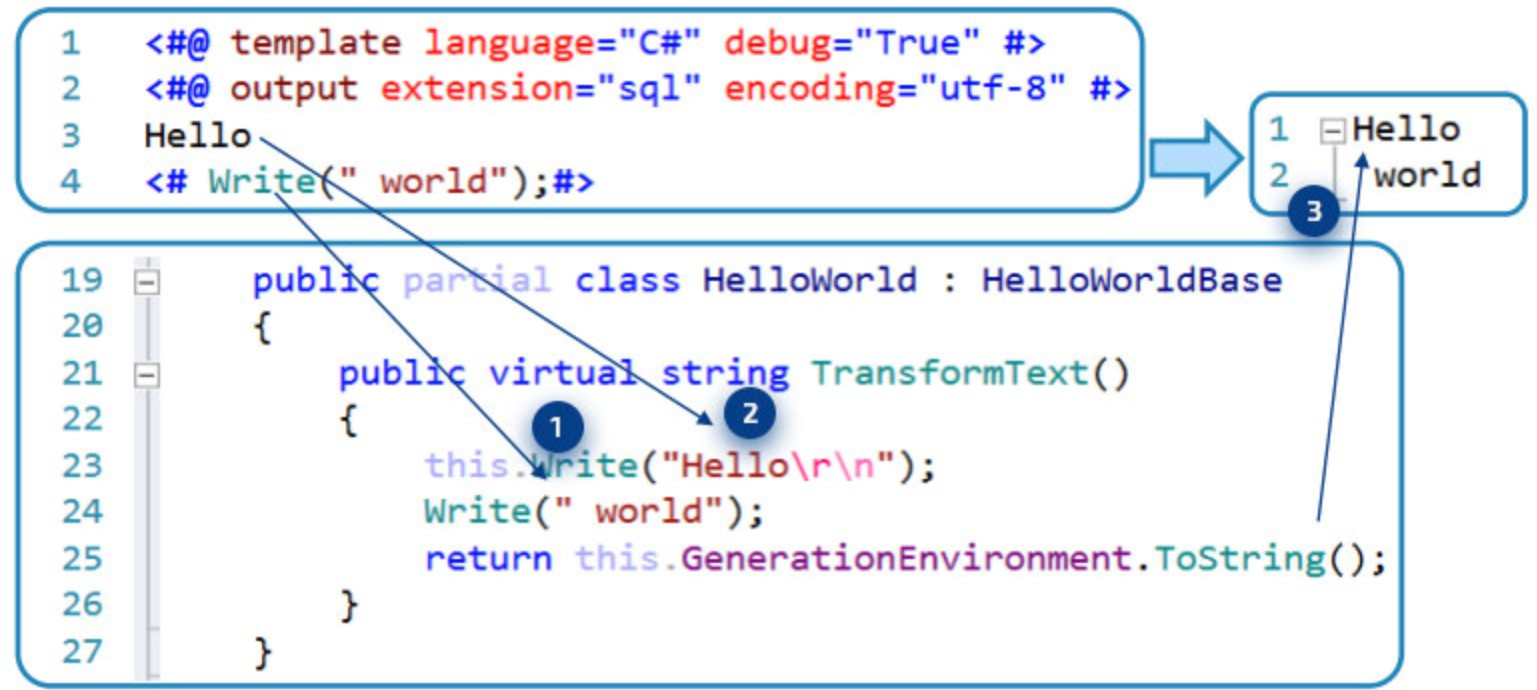 1 <#@ template language="C#" debug="True" #>
2 <#@ output extension="sql" encoding="utf-8" #>
3 Hello
4 <# Write(" world");#>
1 Hello
2  world
3
19 public partial class HelloWorld : HelloWorldBase
20 {
21 public virtual string TransformText()
22 {
1
2
23 this.Write("Hello\r\n");
24 Write(" world");
25 return this.GenerationEnvironment.ToString();
26 }
27 }